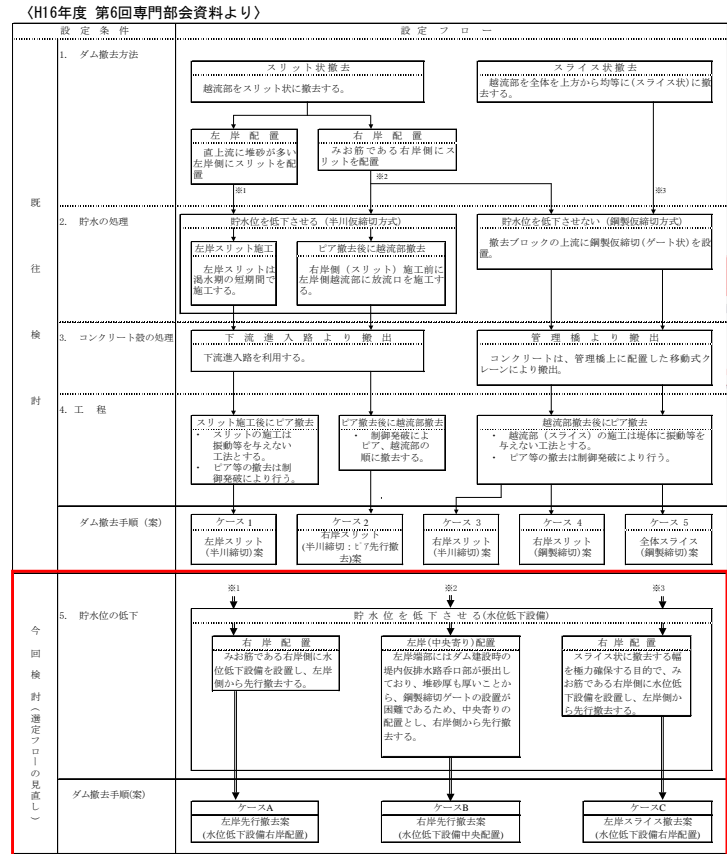 〈H16年度 第6回専門部会資料より〉
設 定 条 件
設 定 フ ロ ー
既往検討
1. ダム撤去方法
スリット状撤去
越流部をスリット状に撤去する。
スライス状撤去
越流部を全体を上方から均等に(スライス状)に撤
去する。
左 岸 配 置
直上流に堆砂が多い
左岸側にスリットを配
置
右 岸 配 置
みお筋である右岸側にス
リットを配置
※1
※2
※3
2. 貯水の処理
貯水位を低下させる(半川仮締切方式)
左岸スリット施工
左岸スリットは
渇水期の短期間で
施工する。
ピア撤去後に越流部撤去
右岸側(スリット)施工前に
左岸側越流部に放流口を施工す
る。
貯水位を低下させない(鋼製仮締切方式)
撤去ブロックの上流に鋼製仮締切(ゲート状)を設
置。
3. コンクリート殻の処理
下流進入路より搬出
下流進入路を利用する。
管理橋より搬出
コンクリートは、管理橋上に配置した移動式ク
レーンにより搬出。
4. 工 程
スリット施工後にピア撤去
・ スリットの施工は
振動等を与えない
工法とする。
・ ピア等の撤去は制
御発破により行う。
ピア撤去後に越流部撤去
・ 制御発破によ
ピア、越流部の
順に撤去する。
越流部撤去後にピア撤去
・ 越流部(スライス)の施工は堤体に振動等を
与えない工法とする。
・ ピア等の撤去は制御発破により行う。
ダム撤去手順(案)
ケース 1
左岸スリット
(半川締切)案
ケース 2
右岸スリット
(半川締切:ピア先行撤
去)案
ケース 3
右岸スリット
(半川締切)案
ケース 4
右岸スリット
(鋼製締切)案
ケース 5
全体スライス
(鋼製締切)案
今回検討(選定フローの見直し)
※1
※2
※3
5. 貯水位の低下
貯水位を低下させる(水位低下設備)
右 岸 配 置
みお筋である右岸側に水
位低下設備を設置し、左岸
側から先行撤去する。
左岸(中央寄り)配置
左岸端部にはダム建設時の
堤内仮排水路呑口部が張出し
ており、堆砂厚も厚いことか
ら、鋼製締切ゲートの設置が
困難であるため、中央寄りの
配置とし、右岸側から先行撤
去する。
右 岸 配 置
スライス状に撤去する幅
を極力確保する目的で、み
お筋である右岸側に水位低
下設備を設置し、左岸側か
ら先行撤去する。
ダム撤去手順(案)
ケースA
左岸先行撤去案
(水位低下設備右岸配置)
ケースB
右岸先行撤去案
(水位低下設備中央配置)
ケースC
左岸スライス撤去案
(水位低下設備右岸配置)